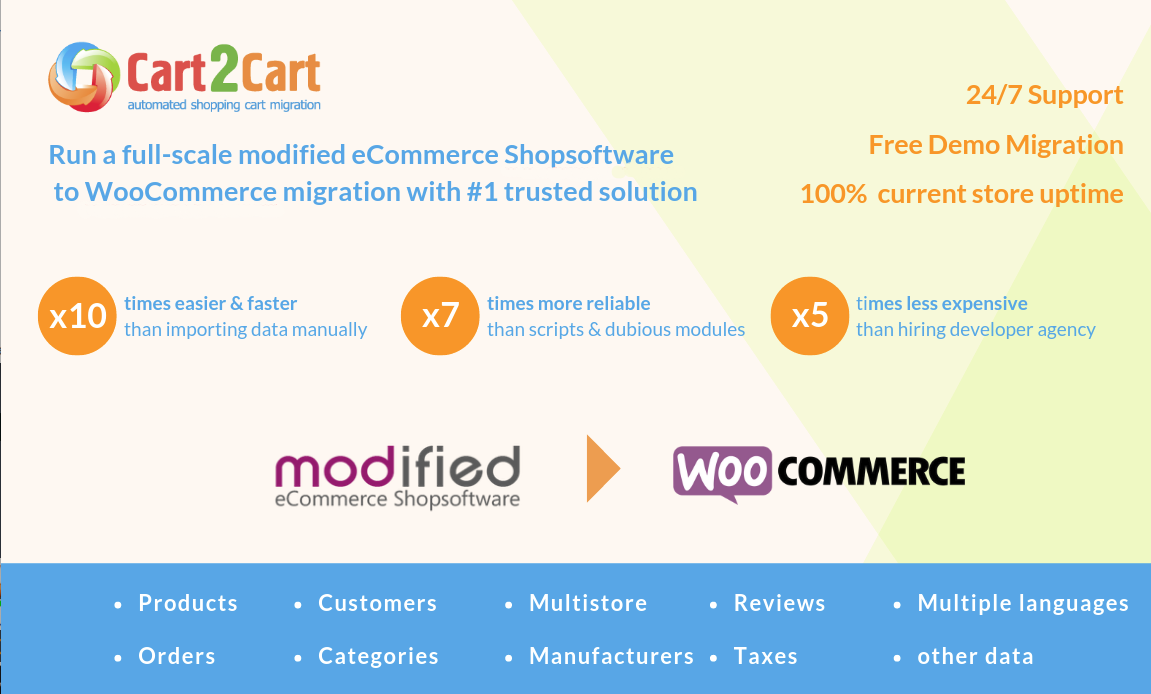 Cart2Cart
automated shopping cart migration
24/7 Support
Free Demo Migration
100% current store uptime
Run a full-scale modified eCommerce Shopsoftware
to WooCommerce migration with #1 trusted solution
x10
times easier & faster
than importing data manually
x7
times more reliable
than scripts & dubious modules
x5
times less expensive
than hiring developer agency
modified
eCommerce Shopsoftware
WOO COMMERCE
• Products • Customers • Multistore • Reviews • Multiple languages
• Orders • Categories • Manufacturers • Taxes • other data